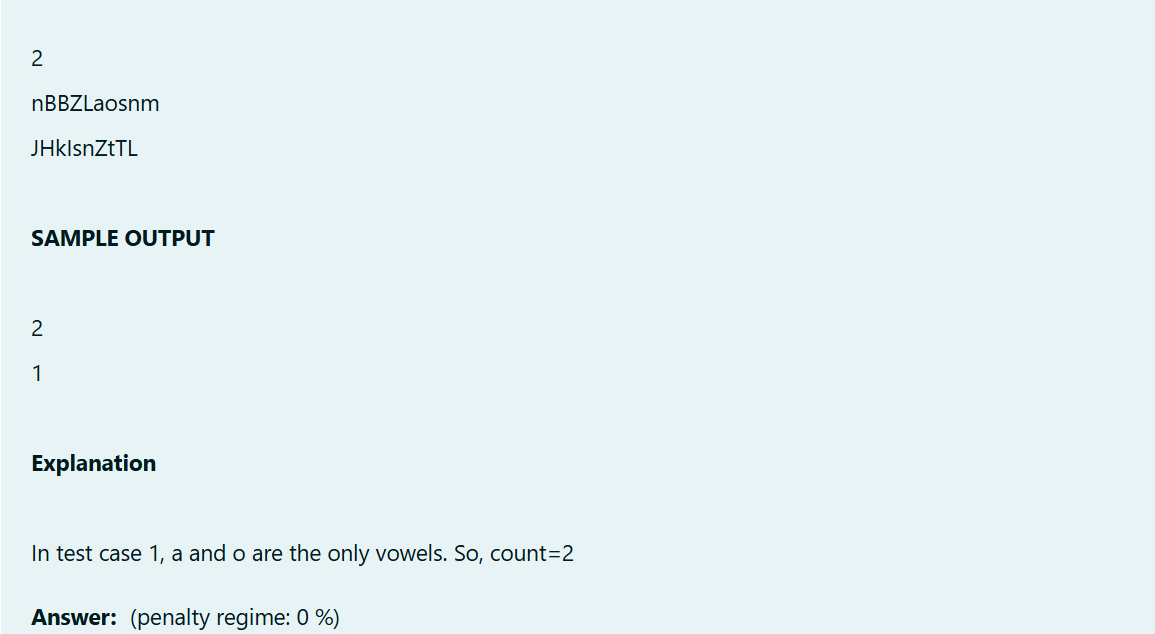 2
nBBZLaosnm
JHkIsnZtTL
SAMPLE OUTPUT
2
1
Explanation
In test case 1, a and o are the only vowels. So, count=2
Answer: (penalty regime: 0 %)